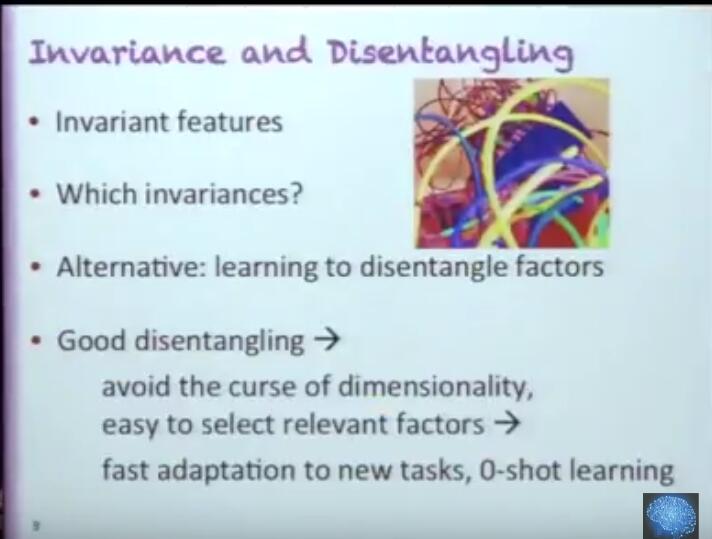 Invariance and Disentangling
• Invariant features
• Which invariances?
• Alternative: learning to disentangle factors
• Good disentangling →
avoid the curse of dimensionality,
easy to select relevant factors →
fast adaptation to new tasks, 0-shot learning
9